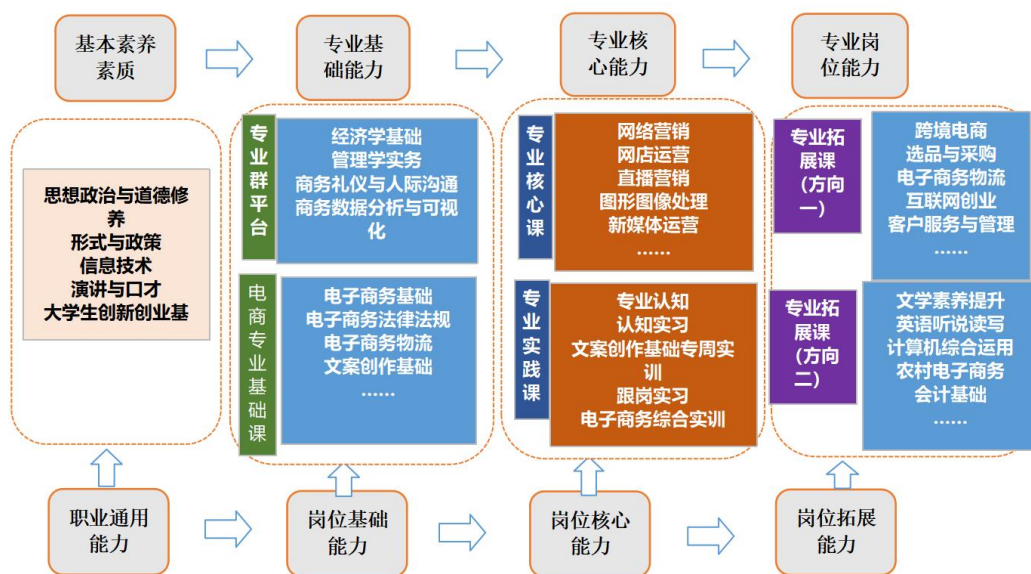 基本素养
素质
专业基
础能力
专业核
心能力
专业岗
位能力
思想政治与道德修
养
形式与政策
信息技术
演讲与口才
大学生创新创业基
专业群平台
经济学基础
管理学实务
商务礼仪与人际沟通
商务数据分析与可视
化
电商专业基础课
电子商务基础
电子商务法律法规
电子商务物流
文案创作基础
......
专业核心课
网络营销
网店运营
直播营销
图形图像处理
新媒体运营
......
专业实践课
专业认知
认知实习
文案创作基础专周实
训
跟岗实习
电子商务综合实训
专业拓
展课
（方向
一）
跨境电商
选品与采购
电子商务物流
互联网创业
客户服务与管理
......
专业拓
展课
（方向
二）
文学素养提升
英语听说读写
计算机综合运用
农村电子商务
会计基础
......
职业通用
能力
岗位基础
能力
岗位核心
能力
岗位拓展
能力